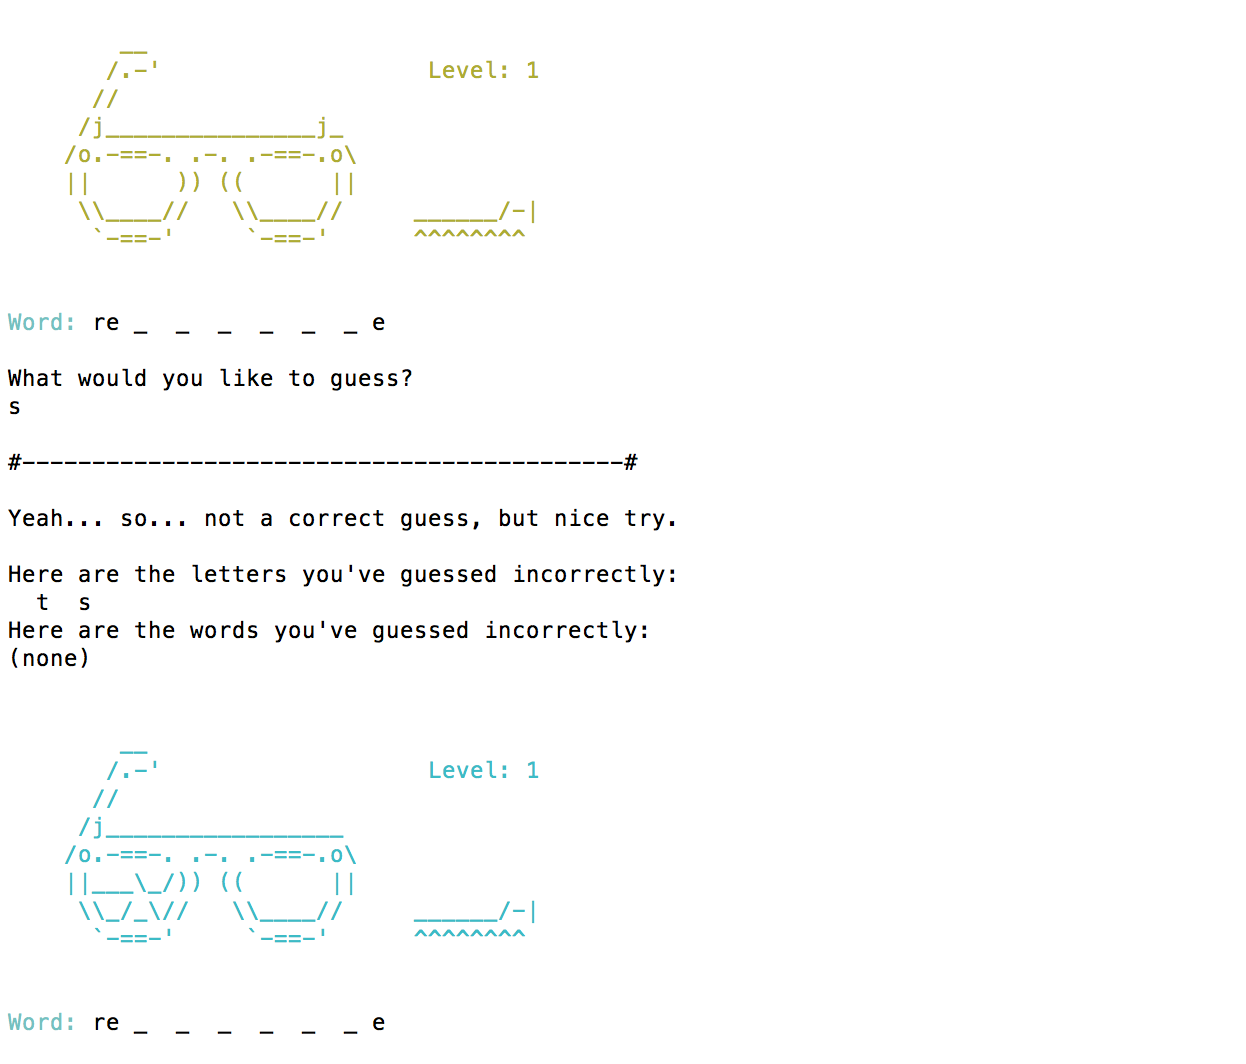 __
       /.-'                   Level: 1
      //
     /j_______________j_
    /o.-==-. .-. .-==-.o\
    ||      )) ((      ||
     \\____//   \\____//     ______/-|
      `-==-'     `-==-'      ^^^^^^^^
Word: re _  _  _  _  _  _ e
What would you like to guess?
s
#-------------------------------------------#
Yeah... so... not a correct guess, but nice try.
Here are the letters you've guessed incorrectly:
  t  s
Here are the words you've guessed incorrectly:
(none)
        __
       /.-'                   Level: 1
      //
     /j_________________
    /o.-==-. .-. .-==-.o\
    ||___\_/)) ((      ||
     \\_/_\//   \\____//     ______/-|
      `-==-'     `-==-'      ^^^^^^^^
Word: re _  _  _  _  _  _ e